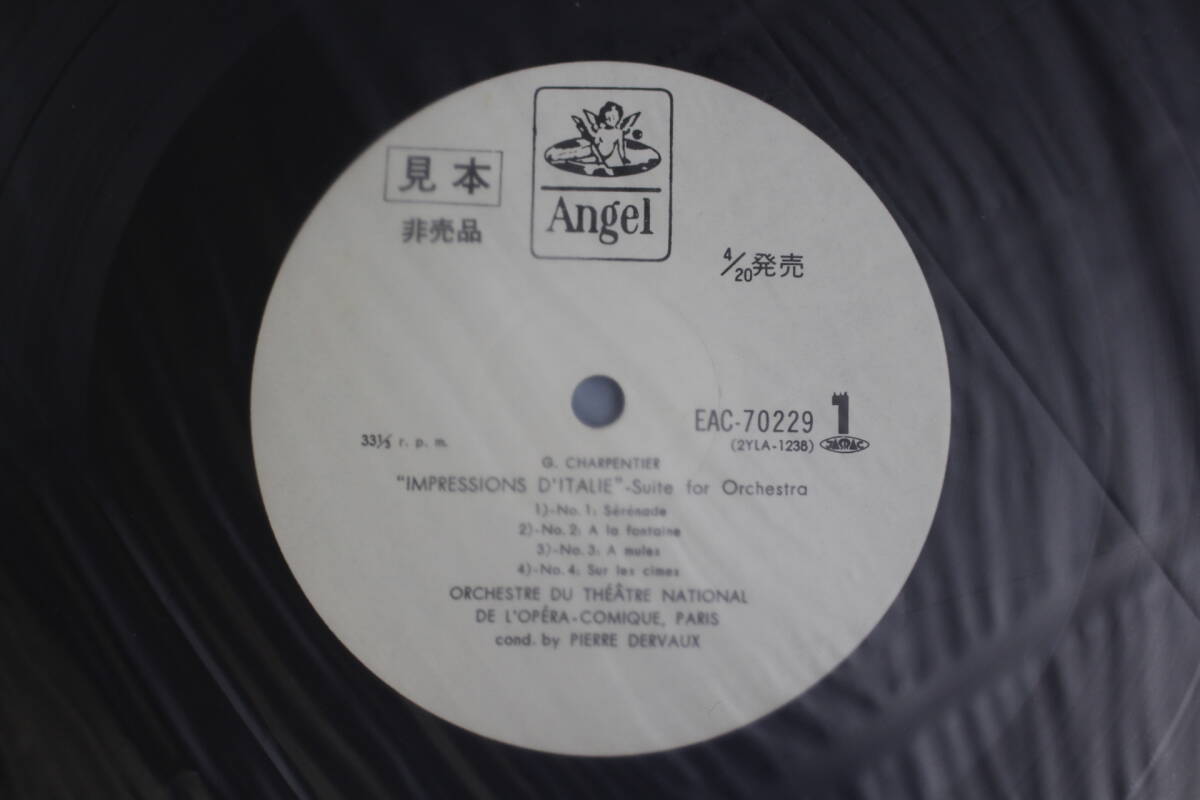 Angel
見本
非売品
4/20発売
EAC-70229 1
(2YLA-1238) JASRAC
33⅓ r. p. m.
G. CHARPENTIER
"IMPRESSIONS D'ITALIE"-Suite for Orchestra
1)-No. 1: Sérénade
2)-No. 2: A la fontaine
3)-No. 3: A mules
4)-No. 4: Sur les cimes
ORCHESTRE DU THÉÂTRE NATIONAL
DE L'OPÉRA-COMIQUE, PARIS
cond. by PIERRE DERVAUX